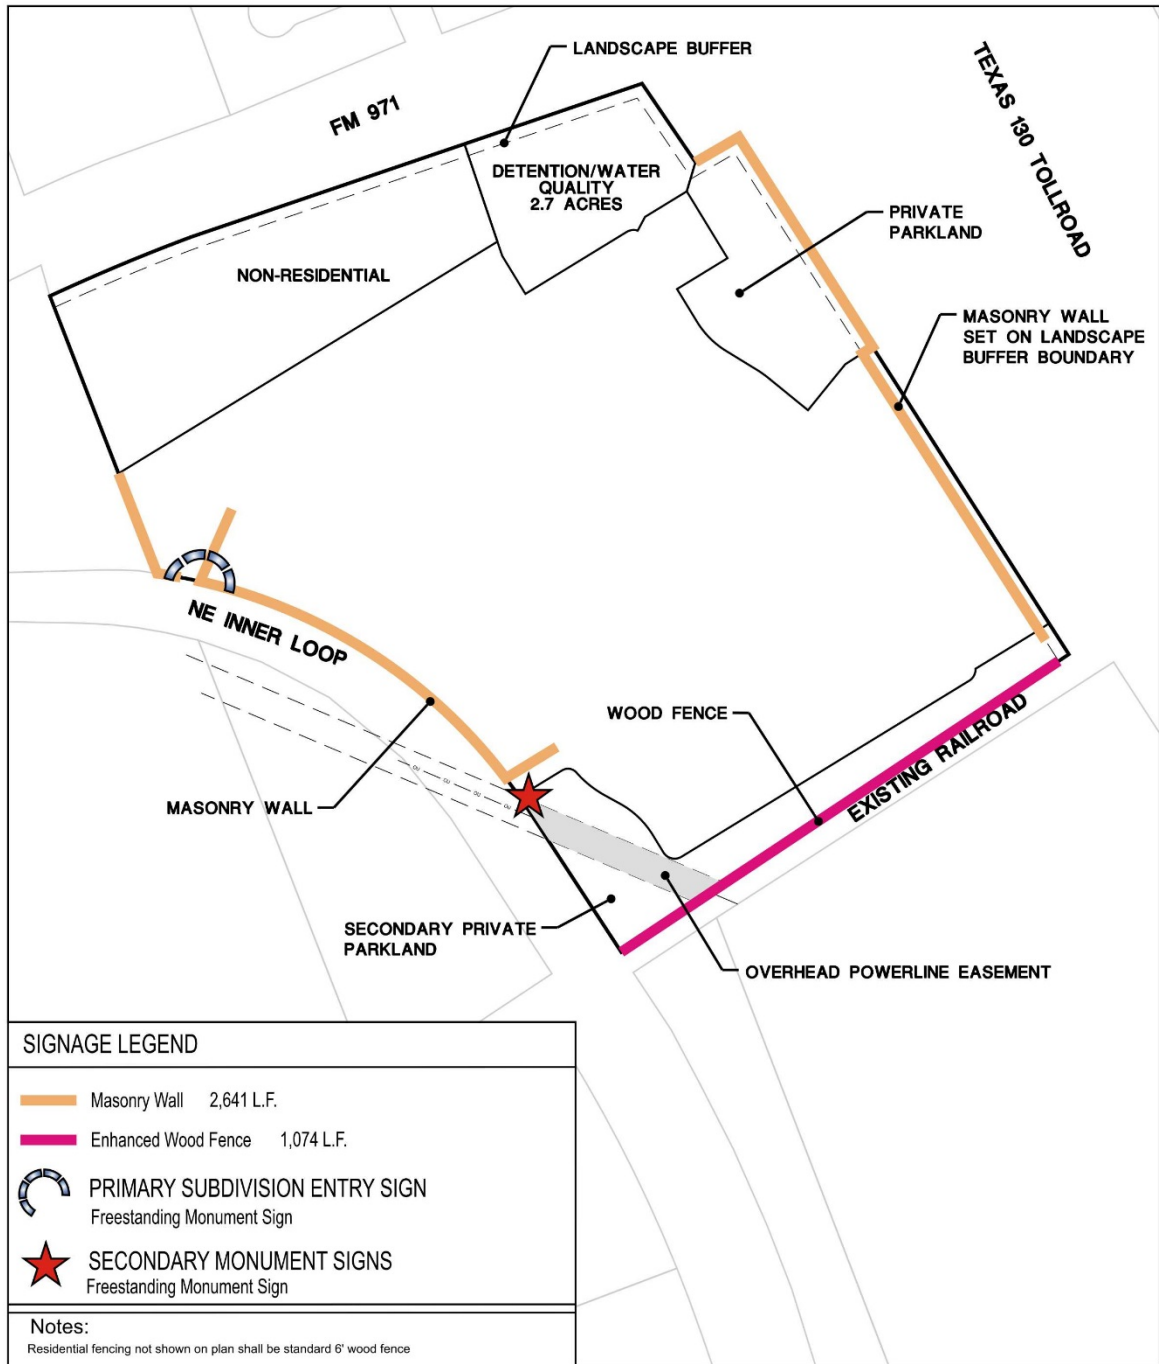 LANDSCAPE BUFFER
FM 971
TEXAS 130 TOLLROAD
DETENTION/WATER
QUALITY
2.7 ACRES
PRIVATE
PARKLAND
NON-RESIDENTIAL
MASONRY WALL
SET ON LANDSCAPE
BUFFER BOUNDARY
NE INNER LOOP
WOOD FENCE
EXISTING RAILROAD
MASONRY WALL
SECONDARY PRIVATE
PARKLAND
OVERHEAD POWERLINE EASEMENT
SIGNAGE LEGEND
Masonry Wall 2,641 L.F.
Enhanced Wood Fence 1,074 L.F.
PRIMARY SUBDIVISION ENTRY SIGN
Freestanding Monument Sign
SECONDARY MONUMENT SIGNS
Freestanding Monument Sign
Notes:
Residential fencing not shown on plan shall be standard 6' wood fence